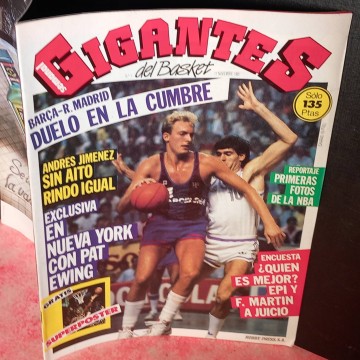 GIGANTES
del Basket
BARÇA-R. MADRID
DUELO EN LA CUMBRE
Sólo
135
Ptas
ANDRES JIMENEZ
SIN AITO
RINDO IGUAL
EXCLUSIVA
EN
NUEVA YORK
CON PAT
EWING
REPORTAJE
PRIMERAS
FOTOS
DE LA NBA
10
GRATIS
SUPERPOSTER
ENCUESTA
¿QUIEN
ES MEJOR?
EPI Y
F. MARTIN
A JUICIO